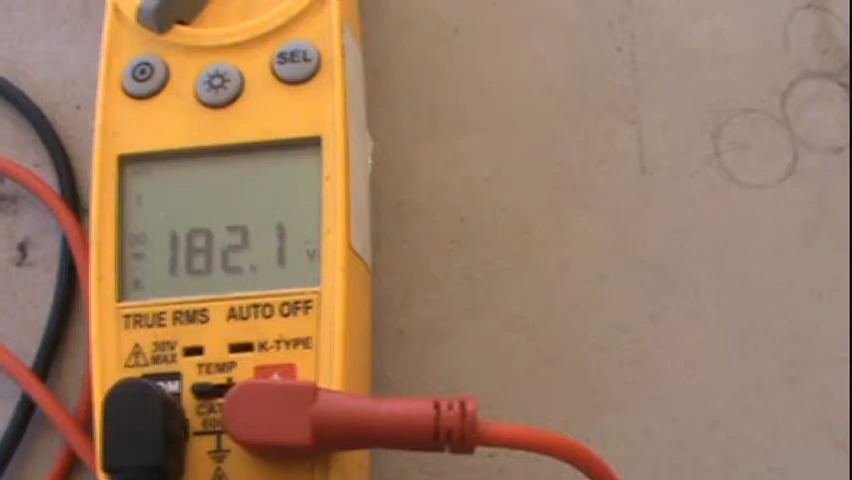 SEL
182.1
V
TRUE RMS AUTO OFF
30V
MAX
K-TYPE
TEMP
CAT